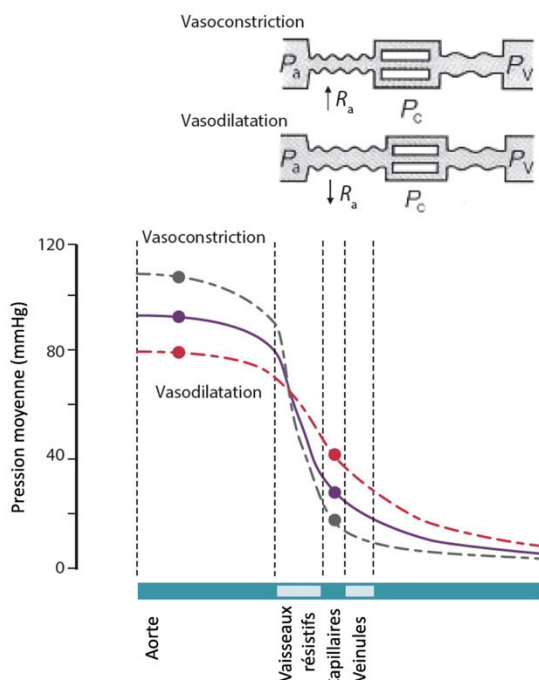 Vasoconstriction
Pa
Pv
↑ Ra
Pc
Vasodilatation
Pa
Pv
↓ Ra
Pc
120
80
40
0
Pression moyenne (mmHg)
Vasoconstriction
Vasodilatation
Aorte
Vaisseaux
résistifs
apillaires
Veinules